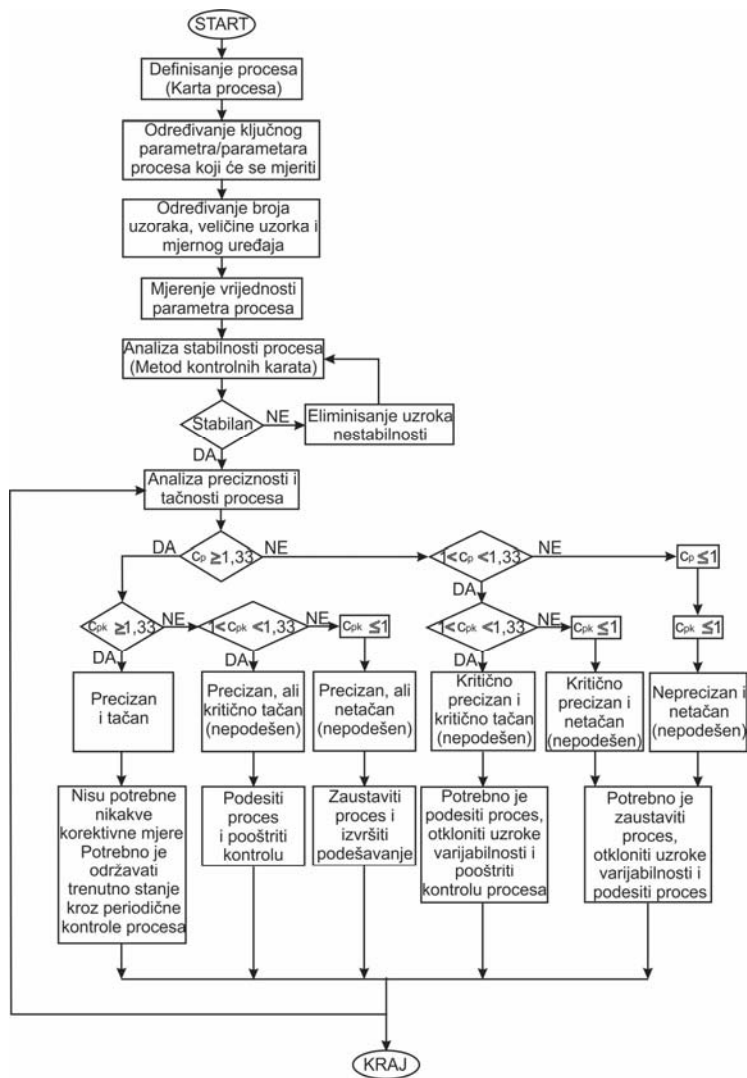 START
Definisanje procesa
(Karta procesa)
Određivanje ključnog
parametra/parametara
procesa koji će se mjeriti
Određivanje broja
uzoraka, veličine uzorka i
mjernog uređaja
Mjerenje vrijednosti
parametra procesa
Analiza stabilnosti procesa
(Metod kontrolnih karata)
Stabilan
NE
Eliminisanje uzroka
nestabilnosti
DA
Analiza preciznosti i
tačnosti procesa
DA
cp ≥1,33
NE
1< cp <1,33
NE
cp ≤1
DA
cpk ≥1,33
NE
1< cpk <1,33
NE
cpk ≤1
1< cpk <1,33
NE
cpk ≤1
cpk ≤1
DA
DA
DA
Precizan
i tačan
Precizan, ali
kritično tačan
(nepodešen)
Precizan, ali
netačan
(nepodešen)
Kritično
precizan i
kritično tačan
(nepodešen)
Kritično
precizan i
netačan
(nepodešen)
Neprecizan i
netačan
(nepodešen)
Nisu potrebne
nikakve
korektivne mjere
Potrebno je
održavati
trenutno stanje
kroz periodične
kontrole procesa
Podesiti
proces
i pooštriti
kontrolu
Zaustaviti
proces i
izvršiti
podešavanje
Potrebno je
podesiti proces,
otkloniti uzroke
varijabilnosti i
pooštriti
kontrolu procesa
Potrebno je
zaustaviti
proces,
otkloniti uzroke
varijabilnosti i
podesiti proces
KRAJ